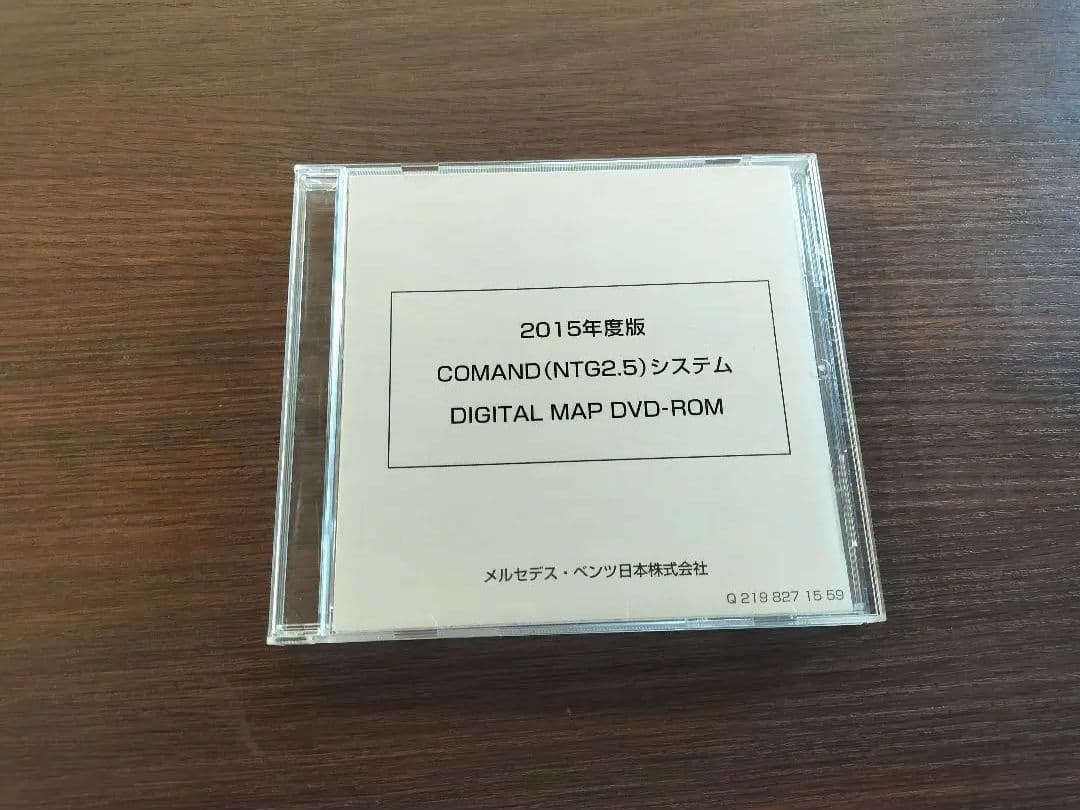 2015年度版
COMAND(NTG2.5)システム
DIGITAL MAP DVD-ROM
メルセデス・ベンツ日本株式会社
Q 219 827 15 59